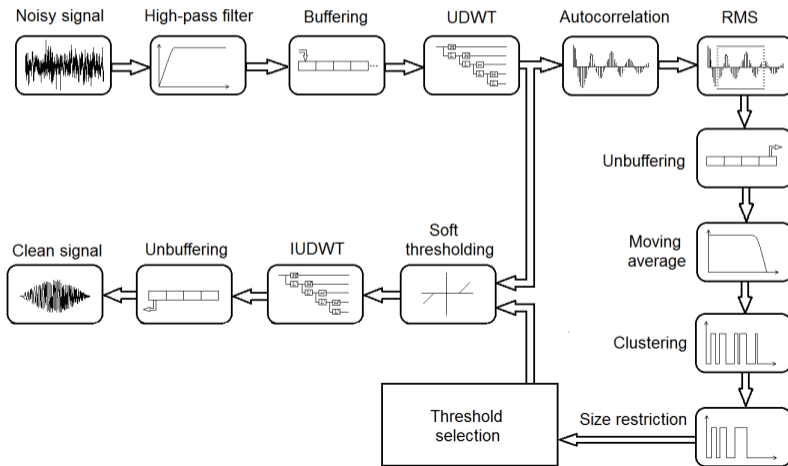 Noisy signal
High-pass filter
Buffering
UDWT
Autocorrelation
RMS
Unbuffering
Moving
average
Clustering
Size restriction
Threshold
selection
Soft
thresholding
IUDWT
Unbuffering
Clean signal